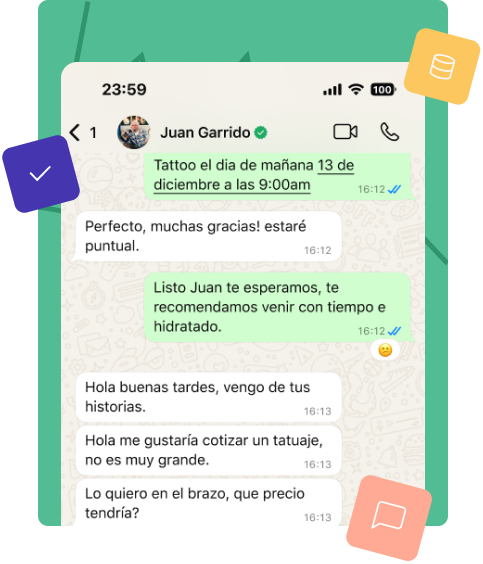 23:59
100
1
Juan Garrido
Tattoo el dia de mañana 13 de
diciembre a las 9:00am
16:12
Perfecto, muchas gracias! estaré
puntual.
16:12
Listo Juan te esperamos, te
recomendamos venir con tiempo e
hidratado.
16:12
Hola buenas tardes, vengo de tus
historias.
16:13
Hola me gustaría cotizar un tatuaje,
no es muy grande.
16:13
Lo quiero en el brazo, que precio
tendría?
16:13